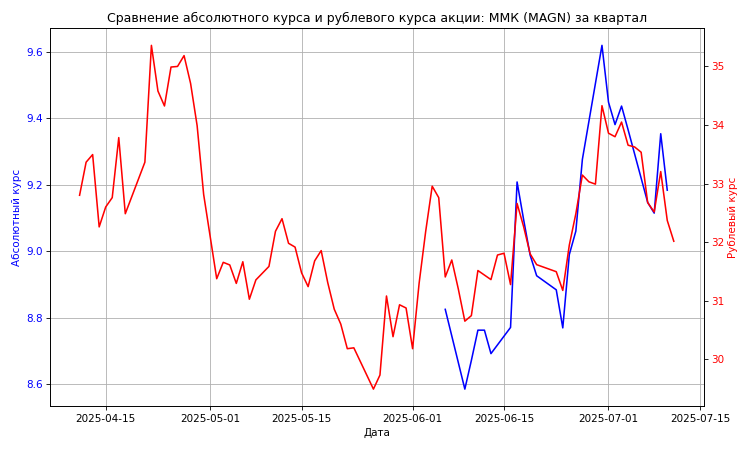 Сравнение абсолютного курса и рублевого курса акции: ММК (MAGN) за квартал
9.6
9.4
9.2
9.0
8.8
8.6
Абсолютный курс
35
34
33
32
31
30
Рублевый курс
2025-04-15 2025-05-01 2025-05-15 2025-06-01 2025-06-15 2025-07-01 2025-07-15
Дата